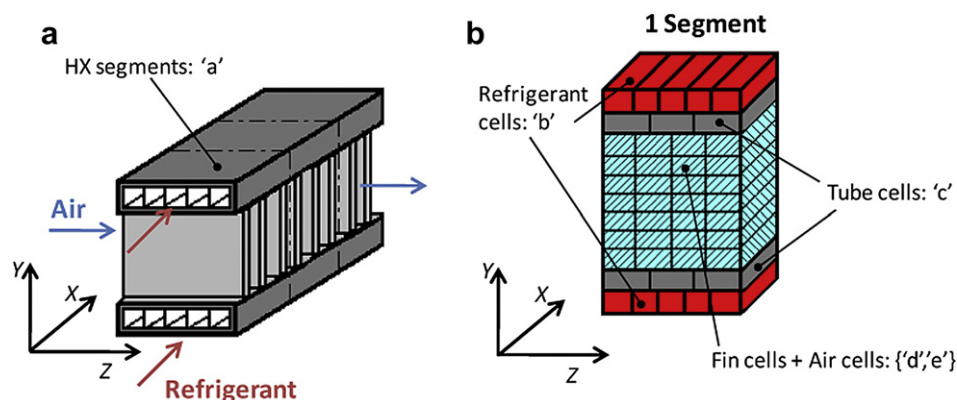 a
HX segments: ‘a’
Air
Y
X
Z
Refrigerant
b
1 Segment
Refrigerant
cells: ‘b’
Tube cells: ‘c’
Y
X
Z
Fin cells + Air cells: {‘d’,’e’}